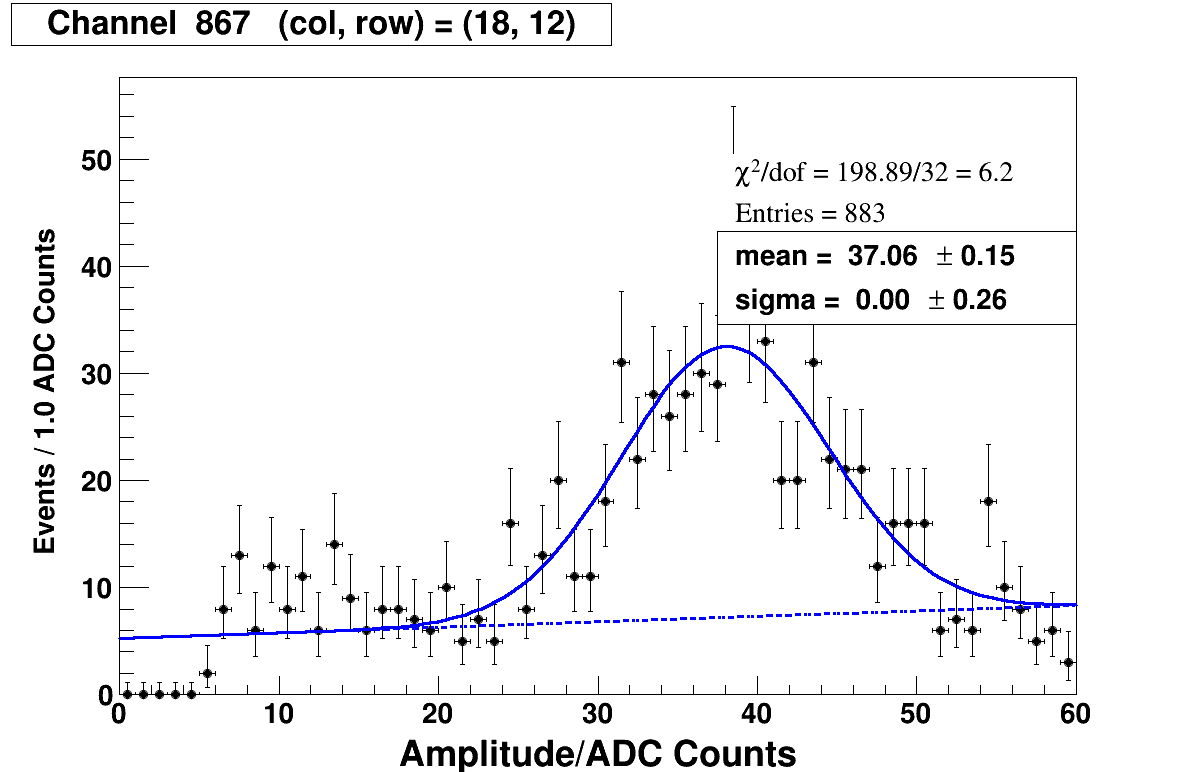 Channel 867 (col, row) = (18, 12)
χ²/dof = 198.89/32 = 6.2
Entries = 883
mean = 37.06 ± 0.15
sigma = 0.00 ± 0.26
Events / 1.0 ADC Counts
50
40
30
20
10
0
0 10 20 30 40 50 60
Amplitude/ADC Counts